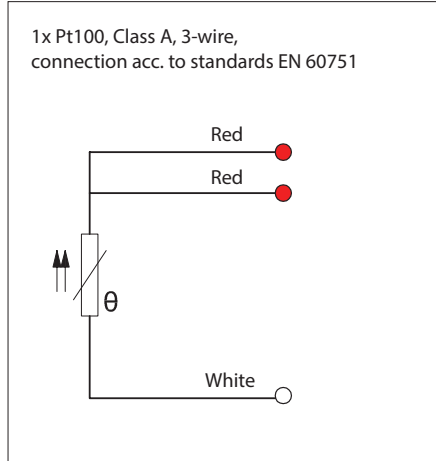 1x Pt100, Class A, 3-wire,
connection acc. to standards EN 60751
Red
Red
θ
White